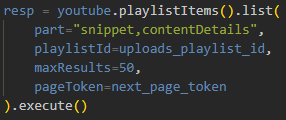 resp = youtube.playlistItems().list(
    part="snippet,contentDetails",
    playlistId=uploads_playlist_id,
    maxResults=50,
    pageToken=next_page_token
).execute()